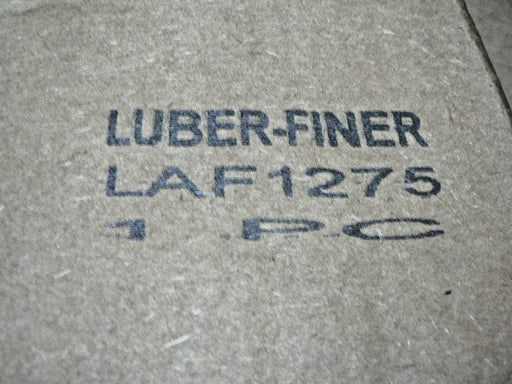 LUBER-FINER
LAF1275
1 PC